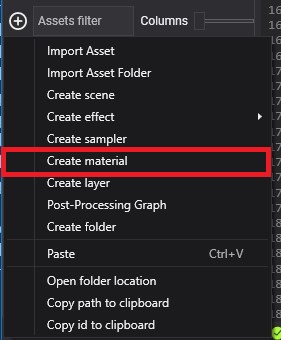 Assets filter Columns
Import Asset
Import Asset Folder
Create scene
Create effect
Create sampler
Create material
Create layer
Post-Processing Graph
Create folder
Paste Ctrl+V
Open folder location
Copy path to clipboard
Copy id to clipboard